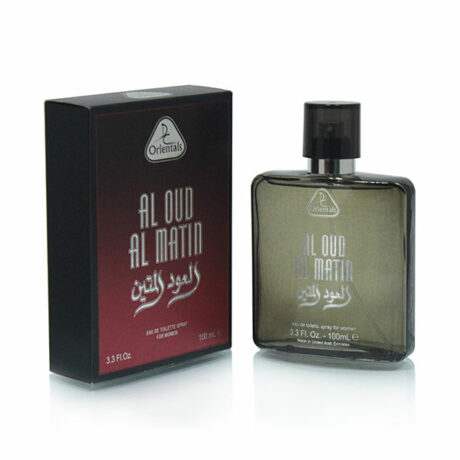 DC
Orientals
AL OUD
AL MATIN
العود المتين
EAU DE TOILETTE SPRAY
FOR WOMEN
3.3 Fl.Oz.
100 mL e
DC
Orientals
AL OUD
AL MATIN
العود المتين
Eau De toilette spray for women
3.3 FL. Oz. - 100mL e
Made in United Arab Emirates